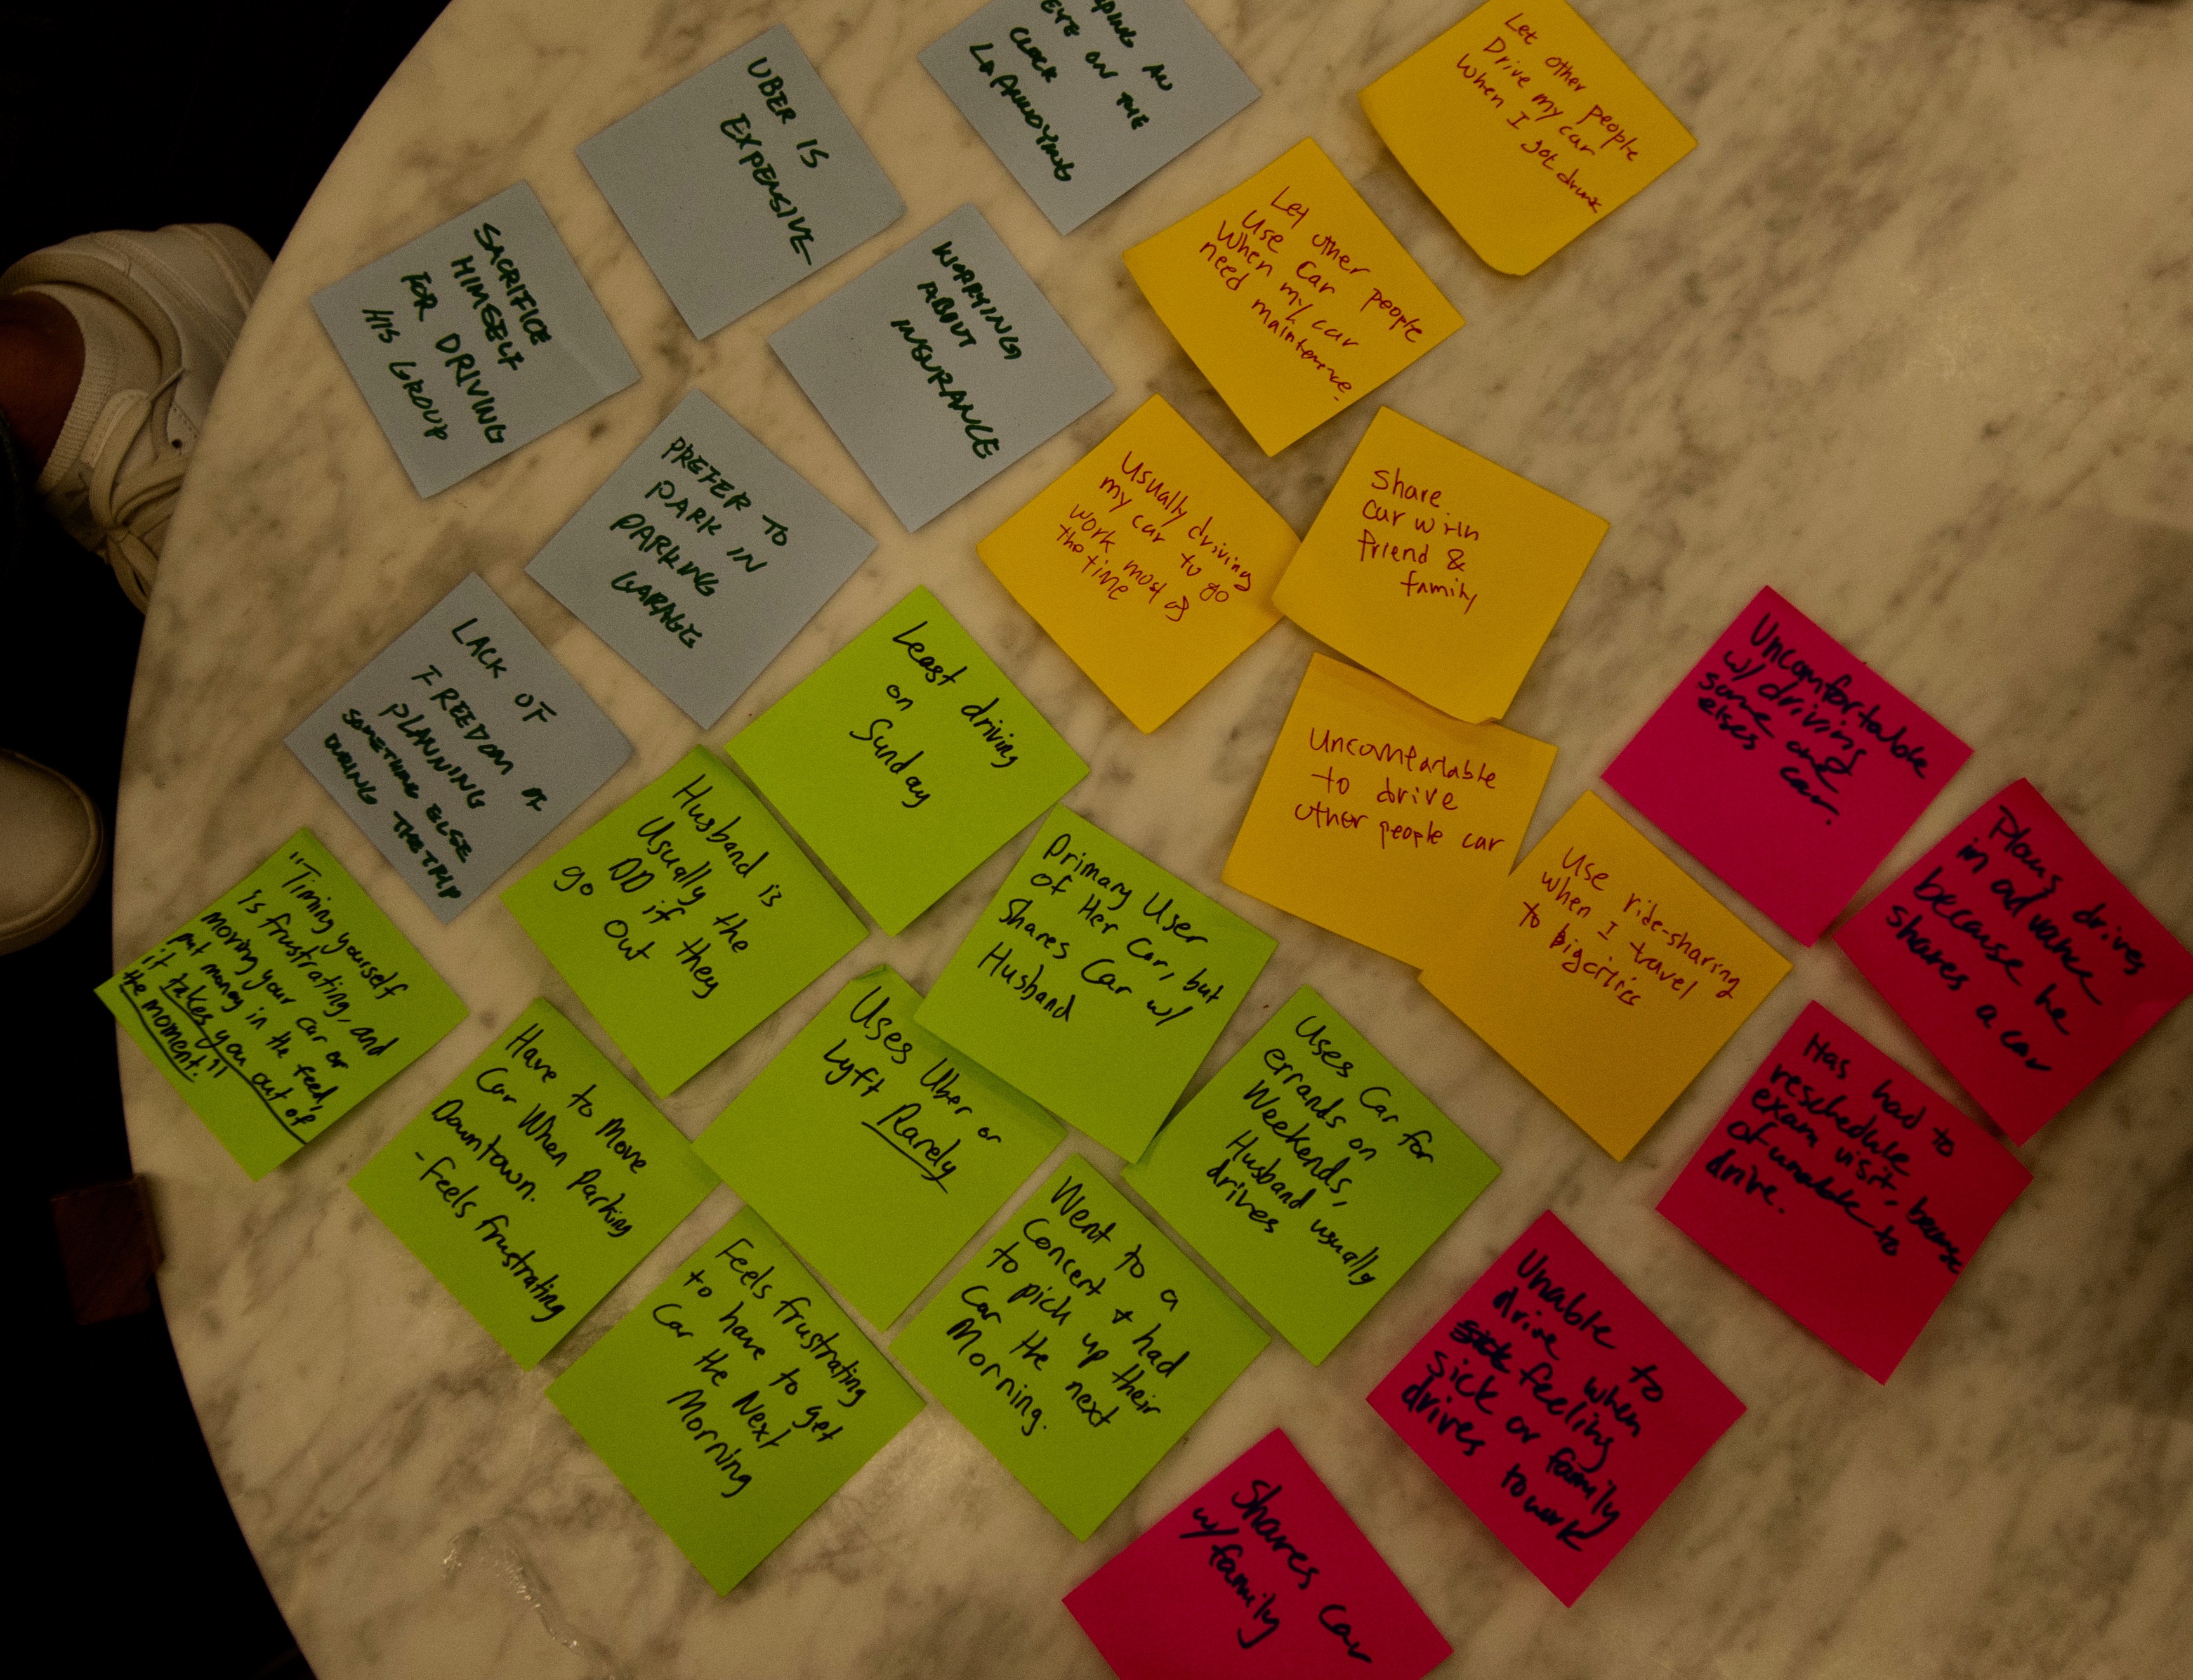 AN
EYE ON THE
CLOCK
ANNOYING
UBER IS
EXPENSIVE
SACRIFICE
HIMSELF
FOR DRIVING
HIS GROUP
WORRYING
ABOUT
INSURANCE
PREFER TO
PARK IN
PARKING
GARAGE
LACK OF
FREEDOM OF
PLANNING
SOMETHING ELSE
DURING THE TRIP
Let other people
Drive my car
When I got drunk
Let other people
Use Car
When my car
need maintenance.
Usually driving
my car to go
work most of
the time
Share
car with
friend &
family
Uncomfortable
to drive
other people car
Use ride-sharing
when I travel
to big cities
Least driving
on
Sunday
Husband is
Usually the
DD if they
go out
Primary User
of Her Car, but
Shares Car w/
Husband
"Timing yourself
is frustrating, and
moving your car or
put money in the feed,
it takes you out of
the moment."
Have to Move
Car When Parking
Downtown.
-Feels frustrating
Uses Uber or
Lyft Rarely
Uses Car for
errands on
Weekends,
Husband usually
drives
Feels frustrating
to have to get
Car the Next
Morning
Went to a
Concert & had
to pick up their
Car the next
Morning.
Uncomfortable
w/ driving
some one
elses car.
Plans drives
in advance
because he
shares a car
Has had to
reschedule
exam visit,
of unable to
drive.
Unable to
drive when
feeling
sick or family
drives to work
Shares Car
w/ family